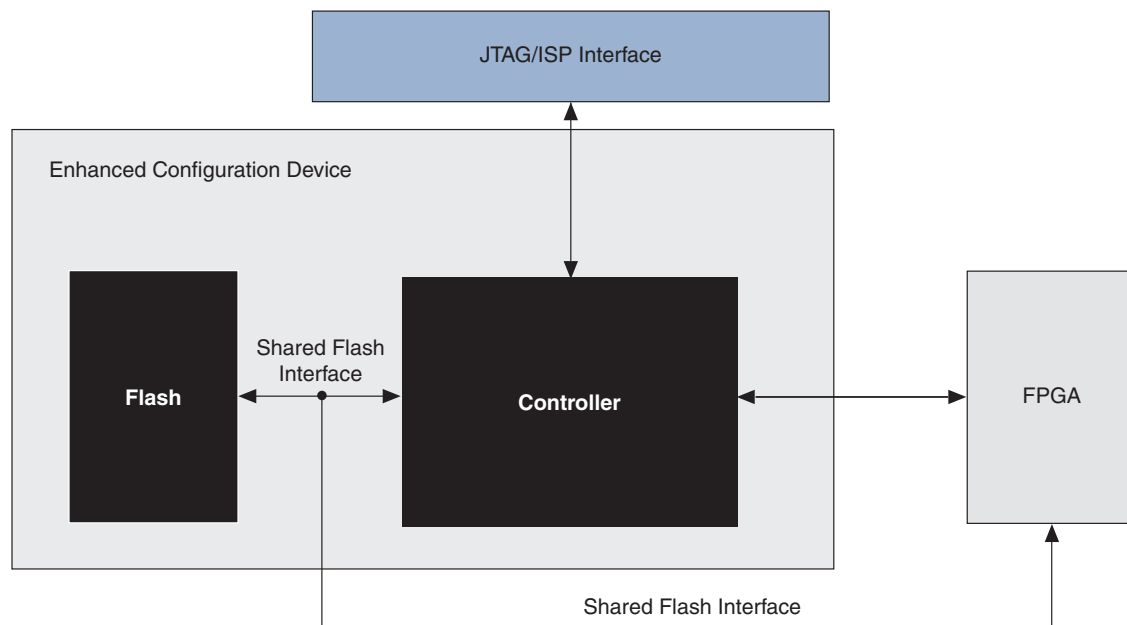 JTAG/ISP Interface
Enhanced Configuration Device
Shared Flash
Interface
Flash
Controller
FPGA
Shared Flash Interface